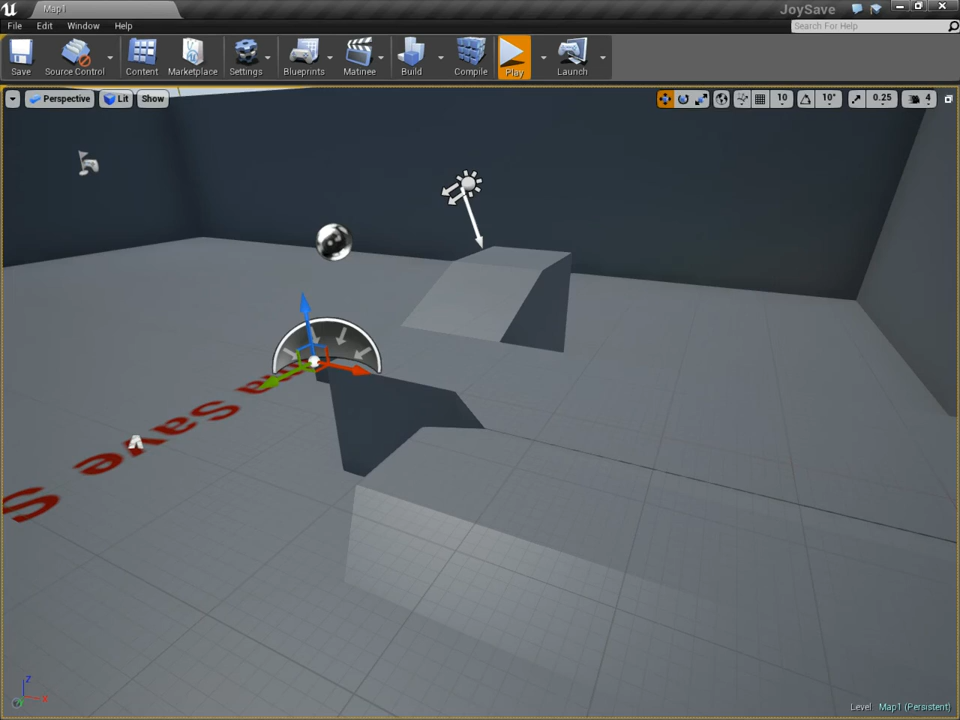 Map1
JoySave
File Edit Window Help
Search For Help
Save Source Control Content Marketplace Settings Blueprints Matinee Build Compile Play Launch
Perspective Lit Show
10 10° 0.25 4
Save S
Z
X
Level Map1 (Persistent)